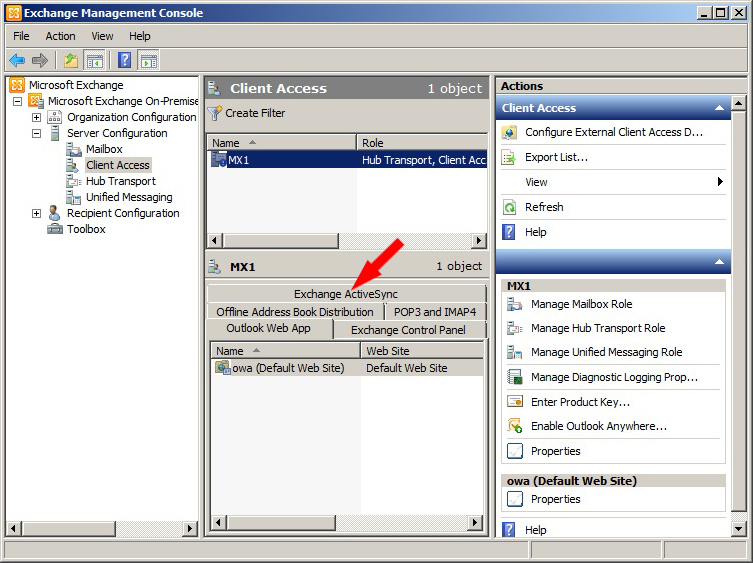 Exchange Management Console
File Action View Help
Microsoft Exchange
Microsoft Exchange On-Premise
Organization Configuration
Server Configuration
Mailbox
Client Access
Hub Transport
Unified Messaging
Recipient Configuration
Toolbox
Client Access 1 object
Create Filter
Name Role
MX1 Hub Transport, Client Acc
MX1 1 object
Exchange ActiveSync
Offline Address Book Distribution POP3 and IMAP4
Outlook Web App Exchange Control Panel
Name Web Site
owa (Default Web Site) Default Web Site
Actions
Client Access
Configure External Client Access D...
Export List...
View
Refresh
Help
MX1
Manage Mailbox Role
Manage Hub Transport Role
Manage Unified Messaging Role
Manage Diagnostic Logging Prop...
Enter Product Key...
Enable Outlook Anywhere...
Properties
owa (Default Web Site)
Properties
Help